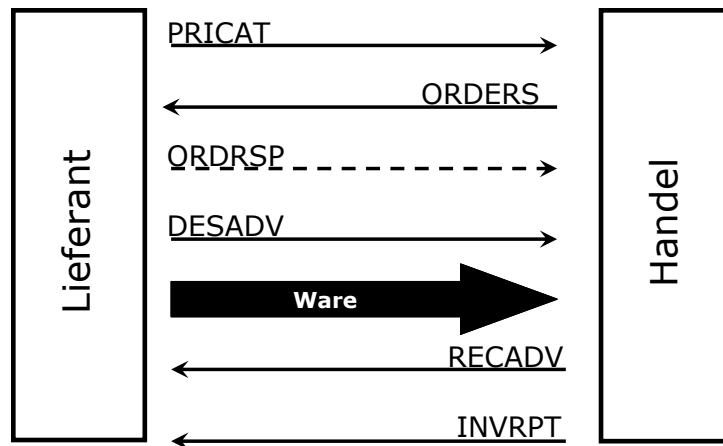 Lieferant
PRICAT
ORDERS
ORDRSP
DESADV
Ware
RECADV
INVRPT
Handel